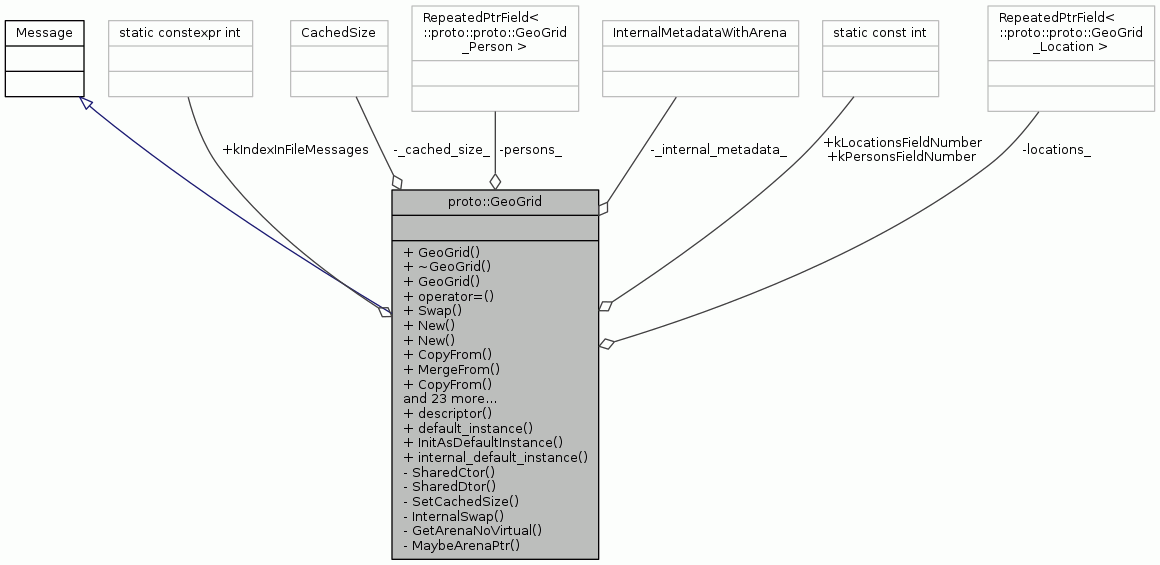 Message
static constexpr int
CachedSize
RepeatedPtrField<
::proto::proto::GeoGrid
_Person >
InternalMetadataWithArena
static const int
RepeatedPtrField<
::proto::proto::GeoGrid
_Location >
+kIndexInFileMessages
-_cached_size_
-persons_
-_internal_metadata_
+kLocationsFieldNumber
+kPersonsFieldNumber
-locations_
proto::GeoGrid
+ GeoGrid()
+ ~GeoGrid()
+ GeoGrid()
+ operator=()
+ Swap()
+ New()
+ New()
+ CopyFrom()
+ MergeFrom()
+ CopyFrom()
and 23 more...
+ descriptor()
+ default_instance()
+ InitAsDefaultInstance()
+ internal_default_instance()
- SharedCtor()
- SharedDtor()
- SetCachedSize()
- InternalSwap()
- GetArenaNoVirtual()
- MaybeArenaPtr()